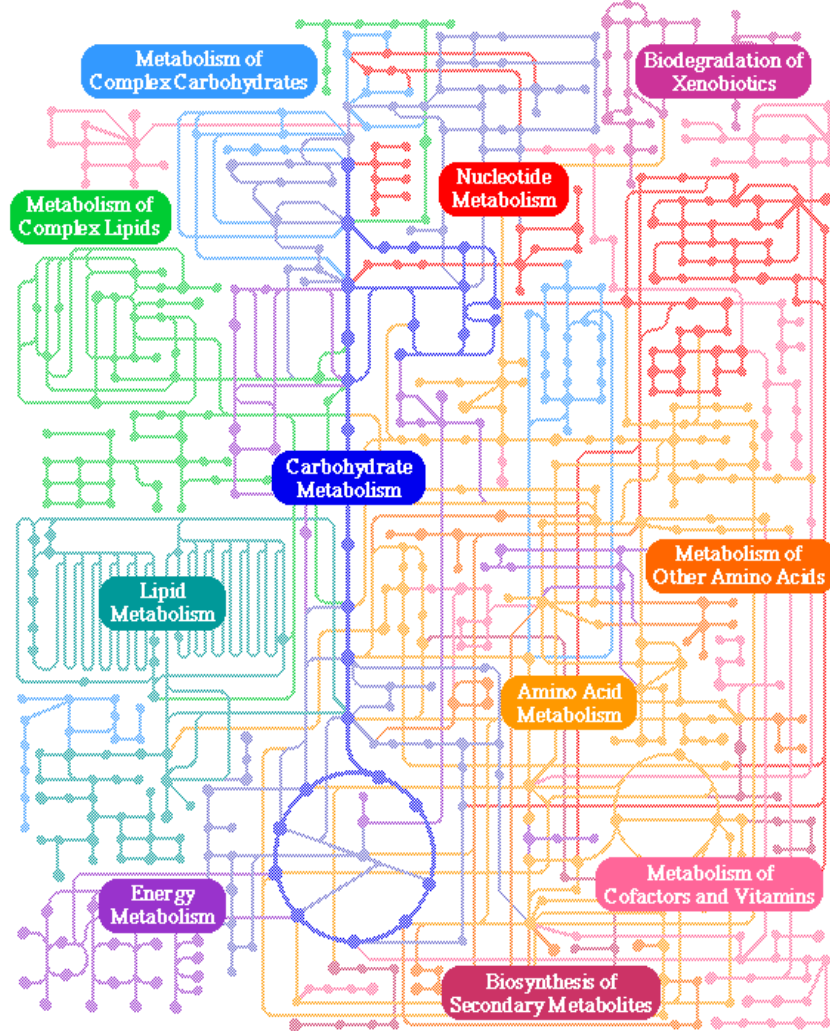 Metabolism of
Complex Carbohydrates
Biodegradation of
Xenobiotics
Nucleotide
Metabolism
Metabolism of
Complex Lipids
Carbohydrate
Metabolism
Metabolism of
Other Amino Acids
Lipid
Metabolism
Amino Acid
Metabolism
Metabolism of
Cofactors and Vitamins
Energy
Metabolism
Biosynthesis of
Secondary Metabolites